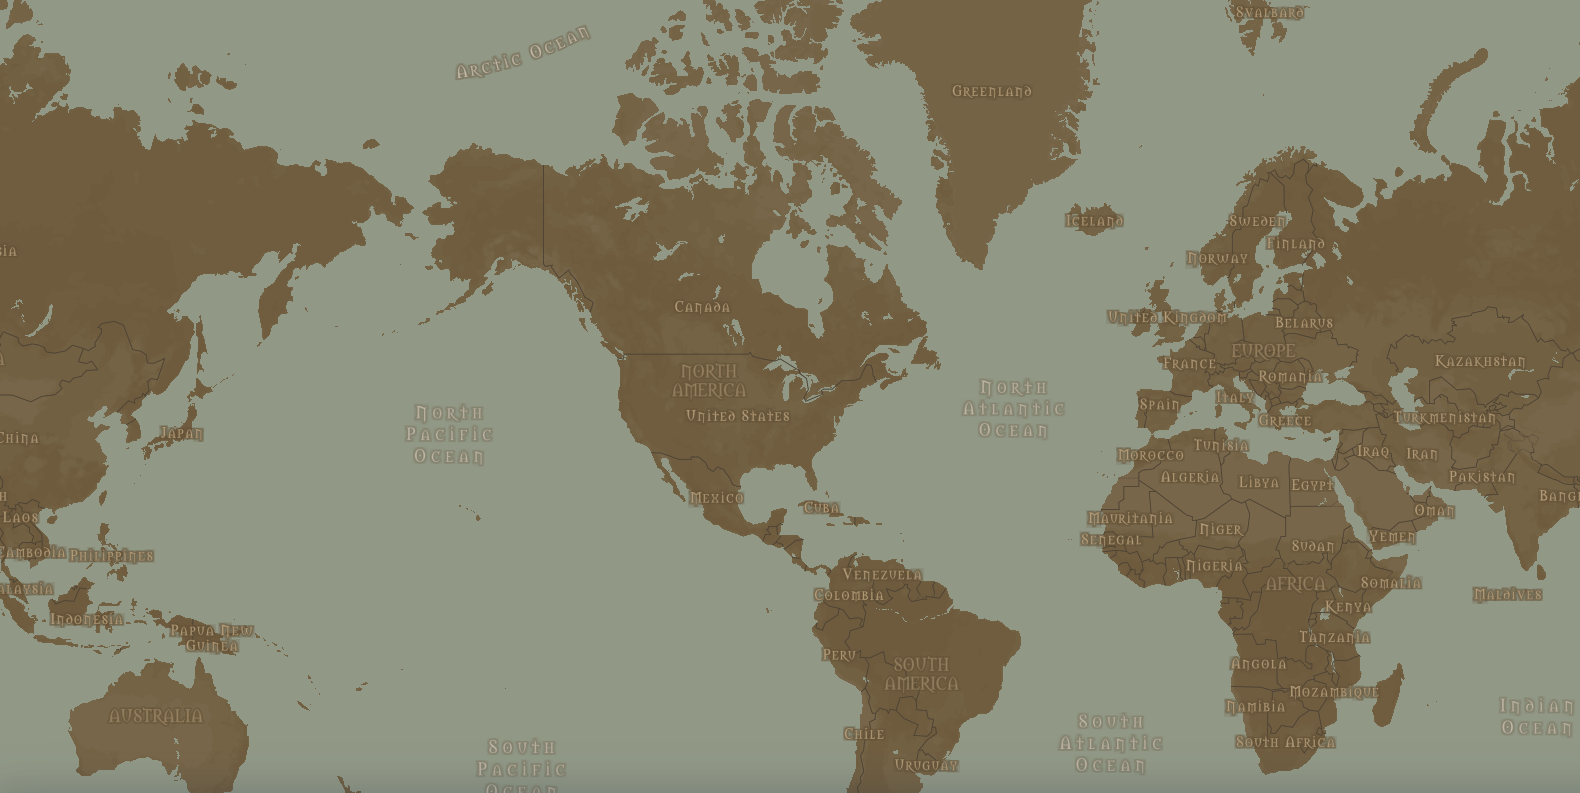 Svalbard
Arctic Ocean
Greenland
Iceland
Sweden
Finland
Norway
Canada
United Kingdom
Belarus
EUROPE
France
Kazakhstan
Romania
NORTH
AMERICA
United States
North
Atlantic
Ocean
North
Pacific
Ocean
Spain
Italy
Greece
Turkmenistan
Japan
China
Tunisia
Morocco
Algeria
Libya
Egypt
Iraq
Iran
Pakistan
Mexico
Cuba
Oman
Laos
Mauritania
Niger
Senegal
Sudan
Yemen
Cambodia
Philippines
Nigeria
Venezuela
Colombia
AFRICA
Somalia
Maldives
Kenya
Indonesia
Papua New
Guinea
Tanzania
Peru
SOUTH
AMERICA
Angola
Mozambique
Namibia
AUSTRALIA
Indian
Ocean
Chile
South
Atlantic
Ocean
South Africa
South
Pacific
Ocean
Uruguay